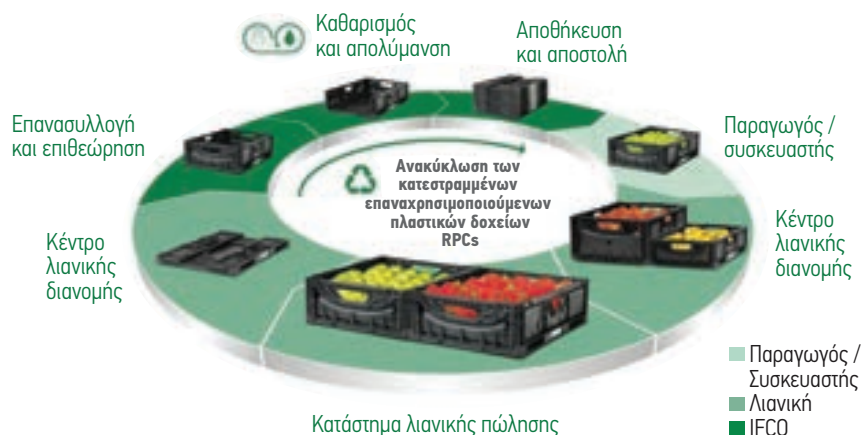 Καθαρισμός
και απολύμανση
Αποθήκευση
και αποστολή
Επανασυλλογή
και επιθεώρηση
Παραγωγός /
συσκευαστής
Ανακύκλωση των
κατεστραμμένων
επαναχρησιμοποιούμενων
πλαστικών δοχείων
RPCs
Κέντρο
λιανικής
διανομής
Κέντρο
λιανικής
διανομής
Κατάστημα λιανικής πώλησης
Παραγωγός /
Συσκευαστής
Λιανική
IFCO